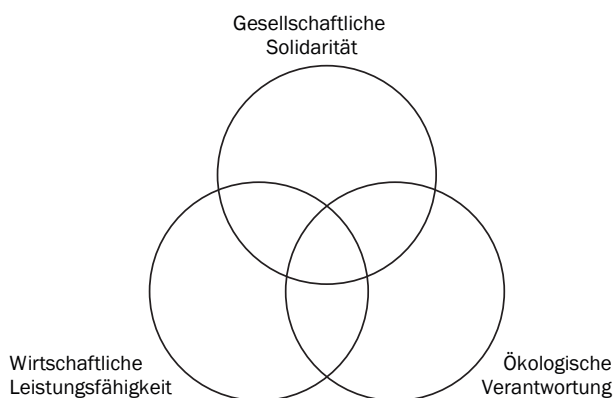 Gesellschaftliche
Solidarität
Wirtschaftliche
Leistungsfähigkeit
Ökologische
Verantwortung